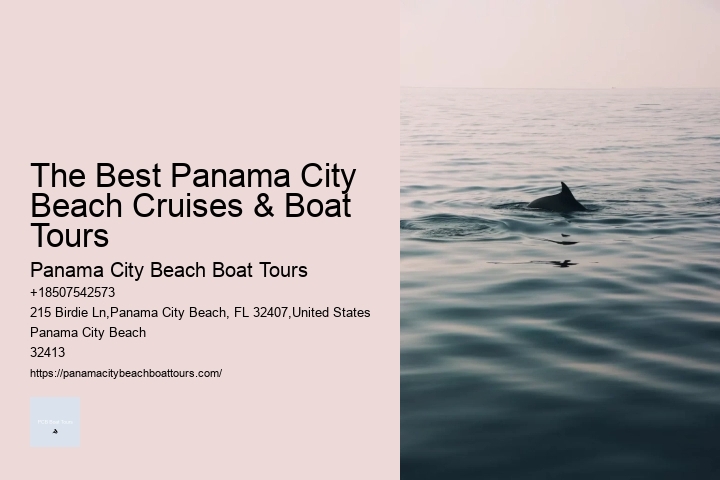 The Best Panama City
Beach Cruises & Boat
Tours
Panama City Beach Boat Tours
+18507542573
215 Birdie Ln,Panama City Beach, FL 32407,United States
Panama City Beach
32413
https://panamacitybeachboattours.com/